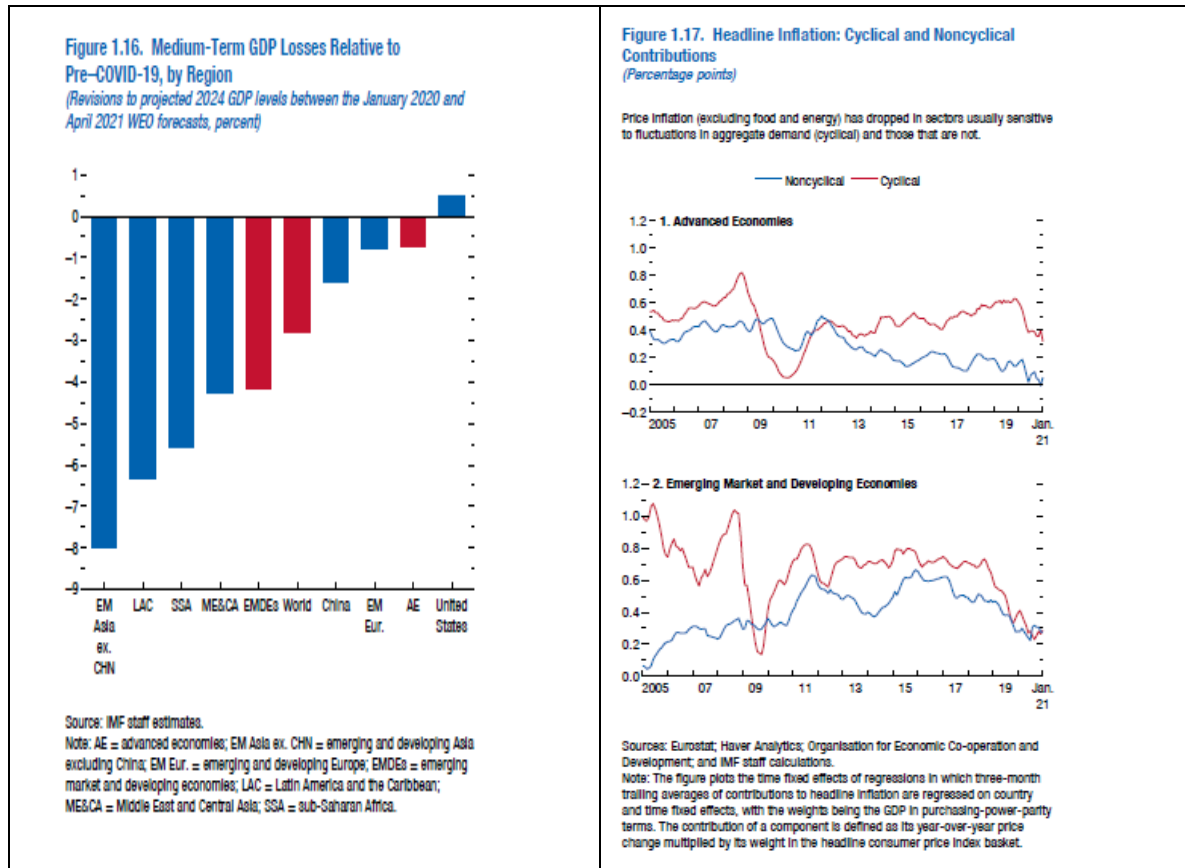 Figure 1.16. Medium-Term GDP Losses Relative to
Pre–COVID-19, by Region
(Revisions to projected 2024 GDP levels between the January 2020 and
April 2021 WEO forecasts, percent)
1
0
–1
–2
–3
–4
–5
–6
–7
–8
–9
EM LAC SSA ME&CA EMDEs World China EM AE United
Asia Eur. States
ex.
CHN
Source: IMF staff estimates.
Note: AE = advanced economies; EM Asia ex. CHN = emerging and developing Asia
excluding China; EM Eur. = emerging and developing Europe; EMDEs = emerging
market and developing economies; LAC = Latin America and the Caribbean;
ME&CA = Middle East and Central Asia; SSA = sub-Saharan Africa.
Figure 1.17. Headline Inflation: Cyclical and Noncyclical
Contributions
(Percentage points)
Price inflation (excluding food and energy) has dropped in sectors usually sensitive
to fluctuations in aggregate demand (cyclical) and those that are not.
Noncyclical Cyclical
1.2 1. Advanced Economies
1.0
0.8
0.6
0.4
0.2
0.0
–0.2
2005 07 09 11 13 15 17 19 Jan.
21
1.2 2. Emerging Market and Developing Economies
1.0
0.8
0.6
0.4
0.2
0.0
2005 07 09 11 13 15 17 19 Jan.
21
Sources: Eurostat; Haver Analytics; Organisation for Economic Co-operation and
Development; and IMF staff calculations.
Note: The figure plots the time fixed effects of regressions in which three-month
trailing averages of contributions to headline inflation are regressed on country
and time fixed effects, with the weights being the GDP in purchasing-power-parity
terms. The contribution of a component is defined as its year-over-year price
change multiplied by its weight in the headline consumer price index basket.